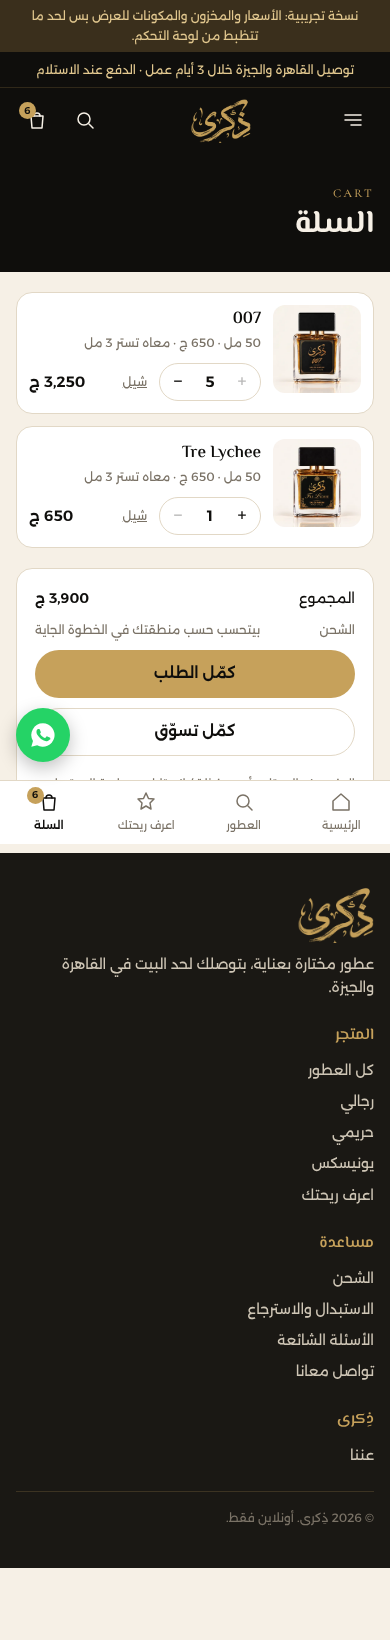 نسخة تجريبية: الأسعار والمخزون والمكونات للعرض بس لحد ما
تتظبط من لوحة التحكم.
توصيل القاهرة والجيزة خلال 3 أيام عمل · الدفع عند الاستلام
ذِكرى
6
CART
السلة
007
50 مل · 650 ج · معاه تستر 3 مل
+ 5 −
شيل
3,250 ج
Tre Lychee
50 مل · 650 ج · معاه تستر 3 مل
+ 1 −
شيل
650 ج
المجموع 3,900 ج
الشحن بيتحسب حسب منطقتك في الخطوة الجاية
كمّل الطلب
كمّل تسوّق
الرئيسية
العطور
اعرف ريحتك
6
السلة
ذِكرى
عطور مختارة بعناية، بتوصلك لحد البيت في القاهرة
والجيزة.
المتجر
كل العطور
رجالي
حريمي
يونيسكس
اعرف ريحتك
مساعدة
الشحن
الاستبدال والاسترجاع
الأسئلة الشائعة
تواصل معانا
ذِكرى
عننا
© 2026 ذِكرى. أونلاين فقط.